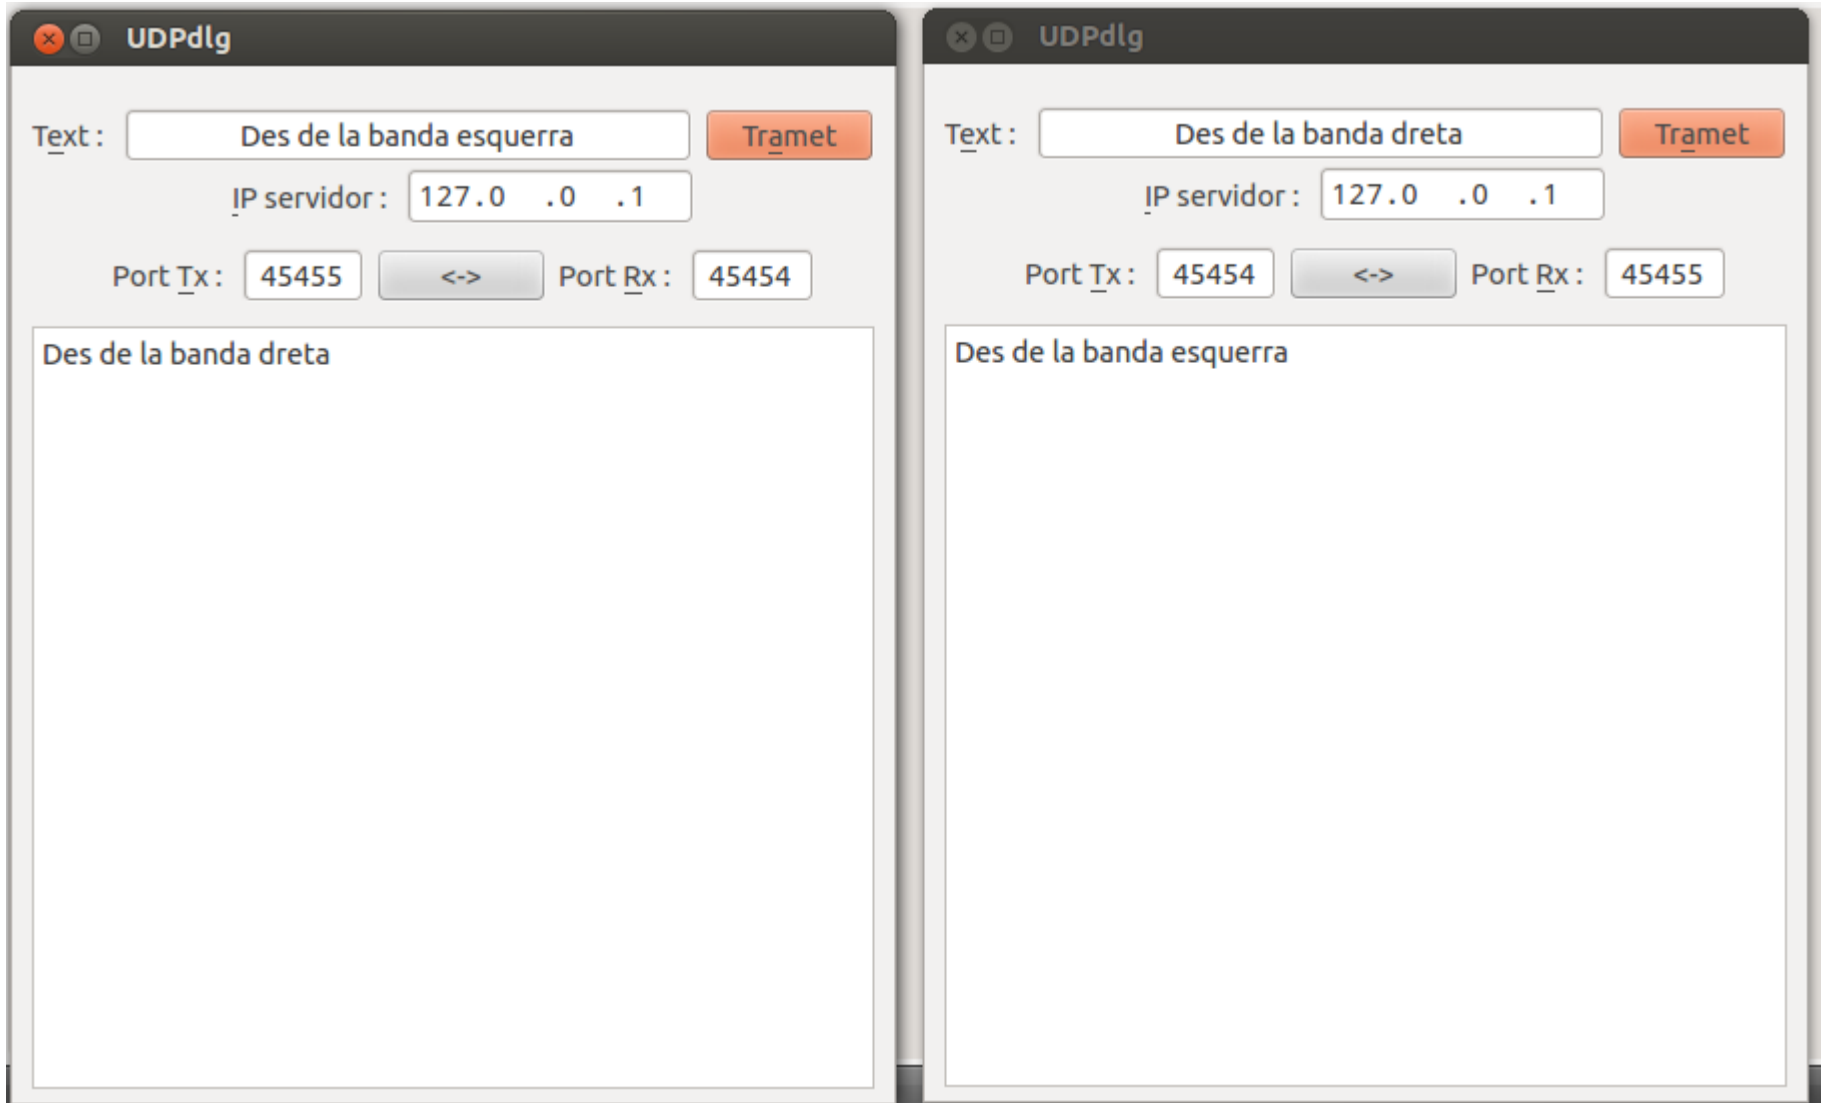 UDPdlg
Text : Des de la banda esquerra Tramet
IP servidor : 127.0 .0 .1
Port Tx : 45455 <-> Port Rx : 45454
Des de la banda dreta
UDPdlg
Text : Des de la banda dreta Tramet
IP servidor : 127.0 .0 .1
Port Tx : 45454 <-> Port Rx : 45455
Des de la banda esquerra